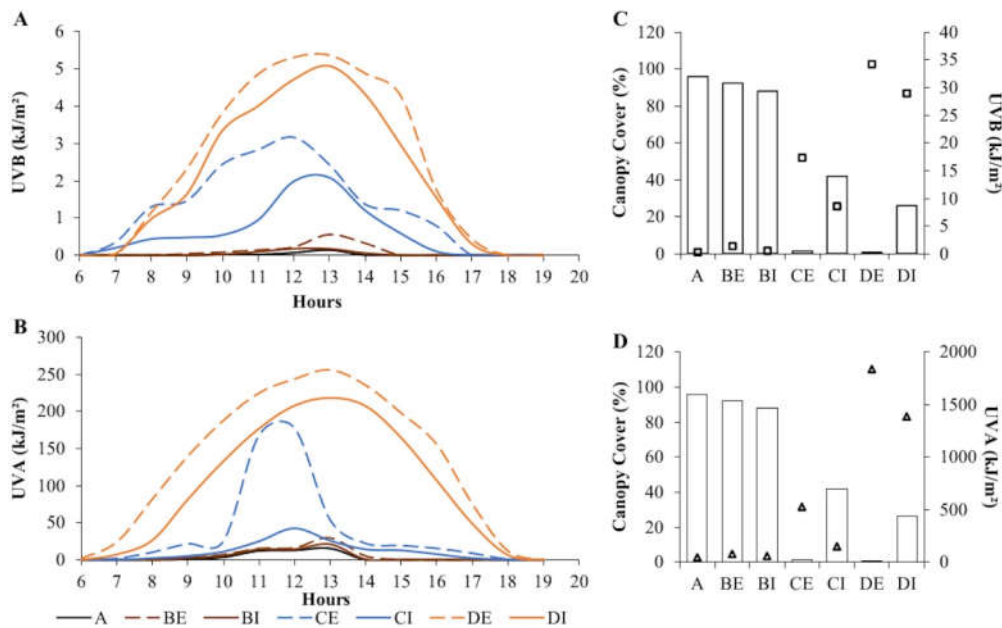 A
UVB (kJ/m²)
6
5
4
3
2
1
0
6 7 8 9 10 11 12 13 14 15 16 17 18 19 20
Hours
B
UVA (kJ/m²)
300
250
200
150
100
50
0
6 7 8 9 10 11 12 13 14 15 16 17 18 19 20
Hours
A BE BI CE CI DE DI
C
Canopy Cover (%)
120
100
80
60
40
20
0
40
35
30
25
20
15
10
5
0
UVB (kJ/m²)
A BE BI CE CI DE DI
D
Canopy Cover (%)
120
100
80
60
40
20
0
2000
1500
1000
500
0
UVA (kJ/m²)
A BE BI CE CI DE DI